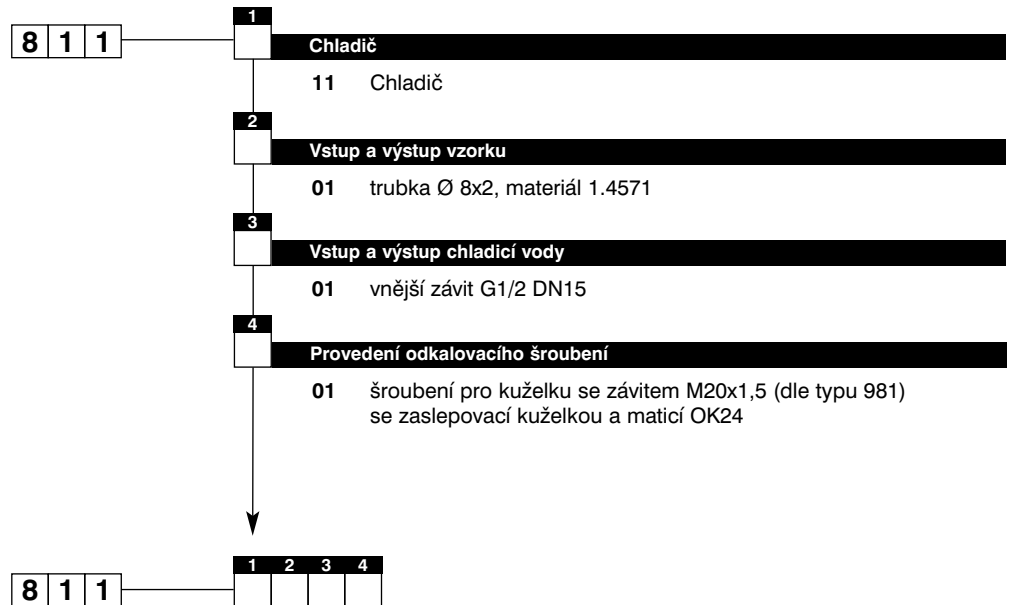 1
8 1 1
Chladič
11 Chladič
2
Vstup a výstup vzorku
01 trubka Ø 8x2, materiál 1.4571
3
Vstup a výstup chladicí vody
01 vnější závit G1/2 DN15
4
Provedení odkalovacího šroubení
01 šroubení pro kuželku se závitem M20x1,5 (dle typu 981)
se zaslepovací kuželkou a maticí OK24
1 2 3 4
8 1 1